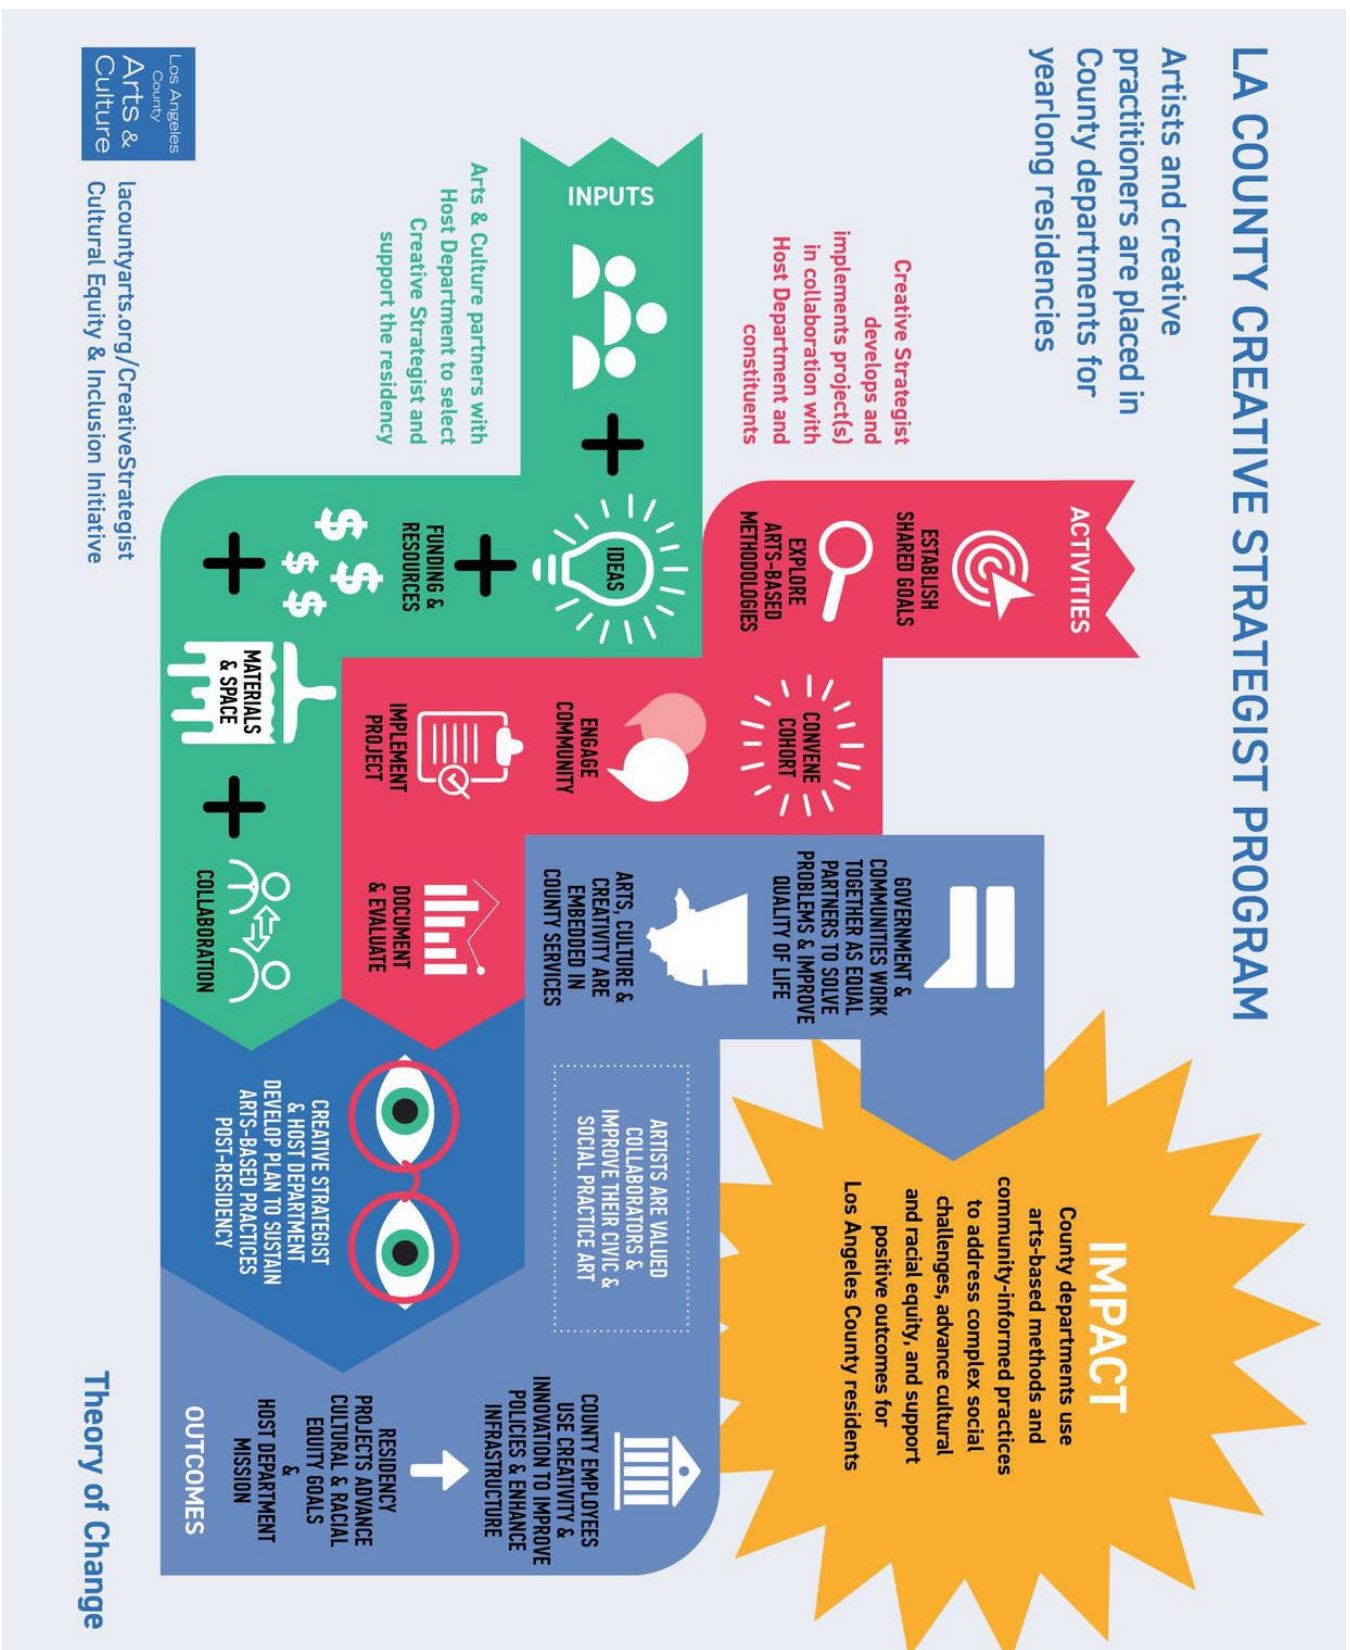 LA COUNTY CREATIVE STRATEGIST PROGRAM
Artists and creative
practitioners are placed in
County departments for
yearlong residencies
ACTIVITIES
ESTABLISH
SHARED GOALS
EXPLORE
ARTS-BASED
METHODOLOGIES
Creative Strategist
develops and
implements project(s)
in collaboration with
Host Department and
constituents
CONVENE
COHORT
ENGAGE
COMMUNITY
IMPLEMENT
PROJECT
DOCUMENT
& EVALUATE
INPUTS
IDEAS
FUNDING &
RESOURCES
$ $
$ $
MATERIALS
& SPACE
COLLABORATION
Arts & Culture partners with
Host Department to select
Creative Strategist and
support the residency
CREATIVE STRATEGIST
& HOST DEPARTMENT
DEVELOP PLAN TO SUSTAIN
ARTS-BASED PRACTICES
POST-RESIDENCY
OUTCOMES
RESIDENCY
PROJECTS ADVANCE
CULTURAL & RACIAL
EQUITY GOALS
&
HOST DEPARTMENT
MISSION
COUNTY EMPLOYEES
USE CREATIVITY &
INNOVATION TO IMPROVE
POLICIES & ENHANCE
INFRASTRUCTURE
ARTISTS ARE VALUED
COLLABORATORS &
IMPROVE THEIR CIVIC &
SOCIAL PRACTICE ART
ARTS, CULTURE &
CREATIVITY ARE
EMBEDDED IN
COUNTY SERVICES
GOVERNMENT &
COMMUNITIES WORK
TOGETHER AS EQUAL
PARTNERS TO SOLVE
PROBLEMS & IMPROVE
QUALITY OF LIFE
IMPACT
County departments use
arts-based methods and
community-informed practices
to address complex social
challenges, advance cultural
and racial equity, and support
positive outcomes for
Los Angeles County residents
Los Angeles
County
Arts &
Culture
lacountyarts.org/CreativeStrategist
Cultural Equity & Inclusion Initiative
Theory of Change